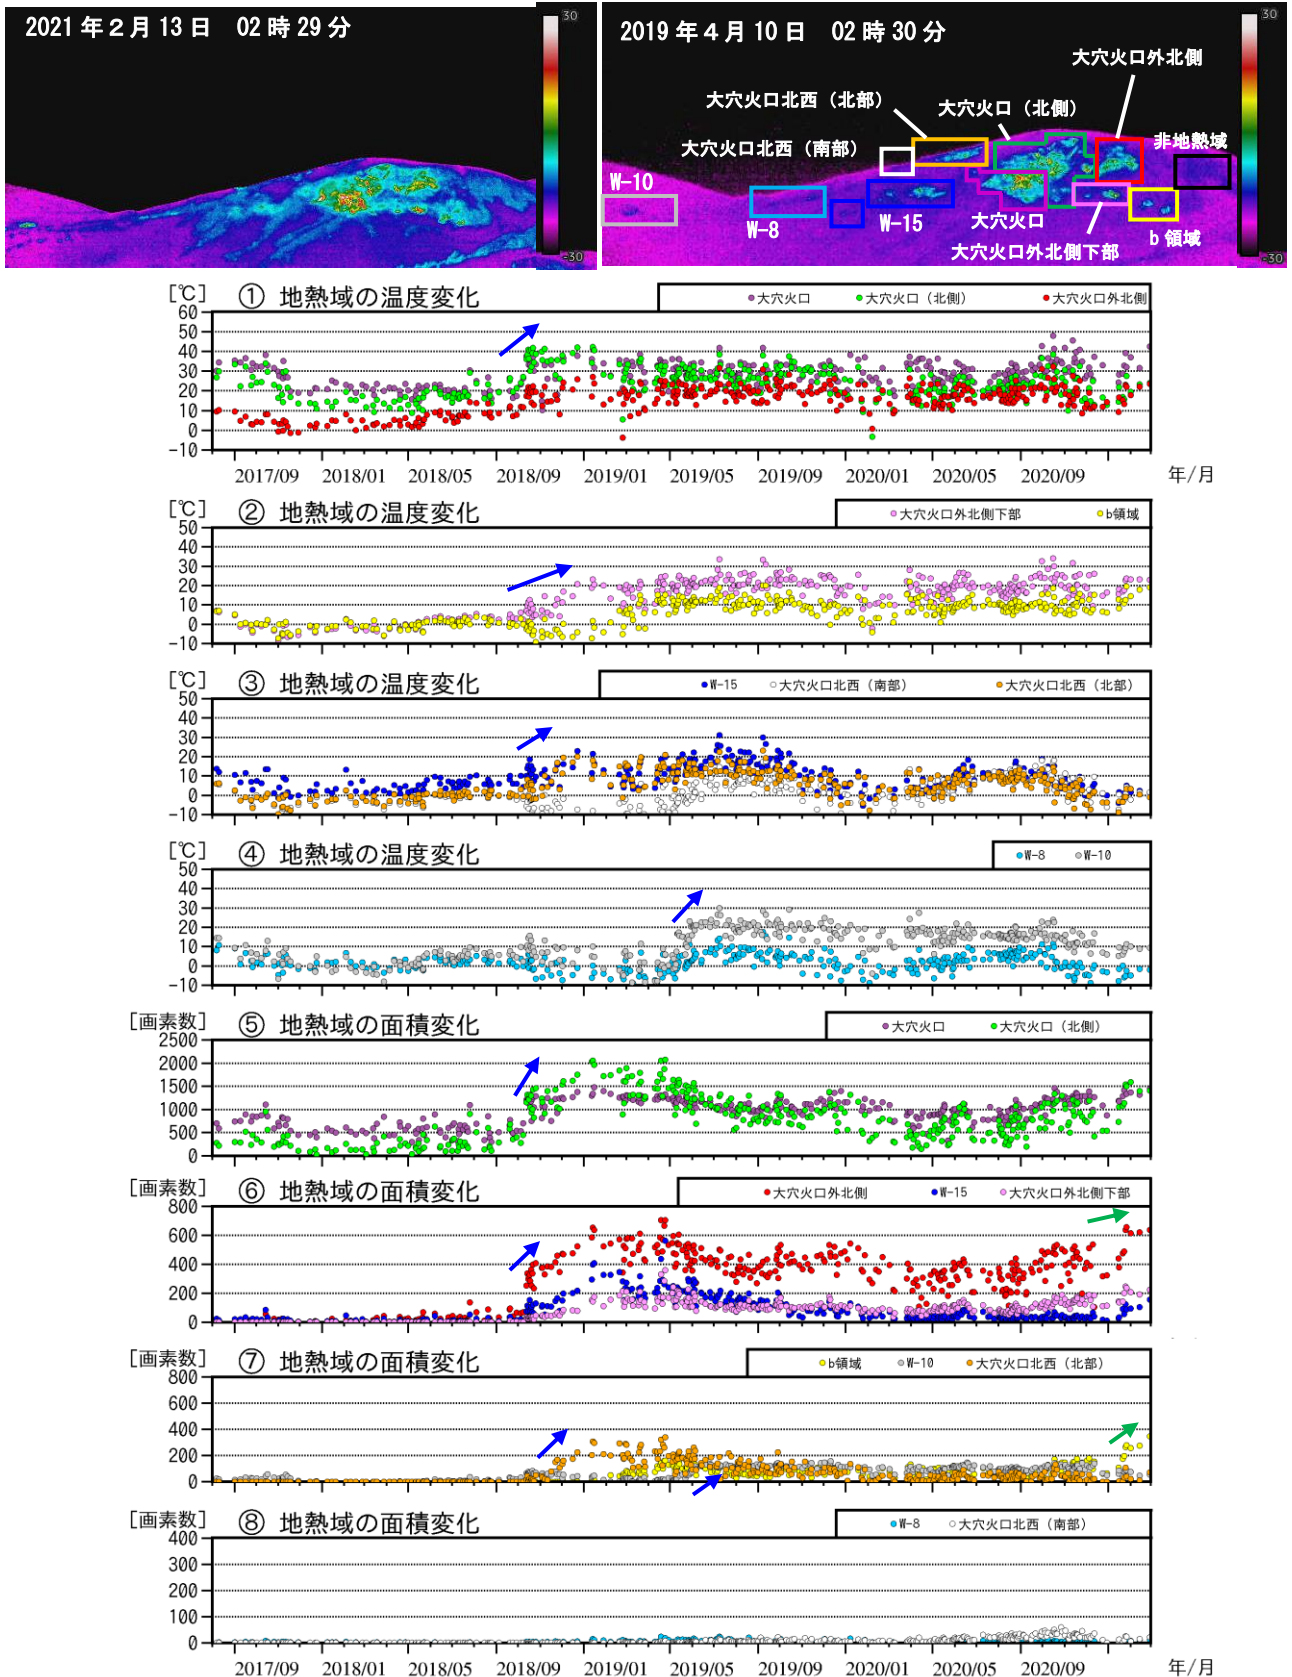 2021年2月13日　02時29分
30
-30
2019年4月10日　02時30分
30
大穴火口外北側
大穴火口北西（北部）
大穴火口（北側）
大穴火口北西（南部）
非地熱域
W-10
W-8
W-15
大穴火口
大穴火口外北側下部
b領域
-30
[℃]
① 地熱域の温度変化
大穴火口　大穴火口（北側）　大穴火口外北側
60
50
40
30
20
10
0
-10
2017/09 2018/01 2018/05 2018/09 2019/01 2019/05 2019/09 2020/01 2020/05 2020/09 年/月
[℃]
② 地熱域の温度変化
大穴火口外北側下部　b領域
50
40
30
20
10
0
-10
[℃]
③ 地熱域の温度変化
W-15　大穴火口北西（南部）　大穴火口北西（北部）
50
40
30
20
10
0
-10
[℃]
④ 地熱域の温度変化
W-8　W-10
50
40
30
20
10
0
-10
[画素数]
⑤ 地熱域の面積変化
大穴火口　大穴火口（北側）
2500
2000
1500
1000
500
0
[画素数]
⑥ 地熱域の面積変化
大穴火口外北側　W-15　大穴火口外北側下部
800
600
400
200
0
[画素数]
⑦ 地熱域の面積変化
b領域　W-10　大穴火口北西（北部）
800
600
400
200
0
[画素数]
⑧ 地熱域の面積変化
W-8　大穴火口北西（南部）
400
300
200
100
0
2017/09 2018/01 2018/05 2018/09 2019/01 2019/05 2019/09 2020/01 2020/05 2020/09 年/月